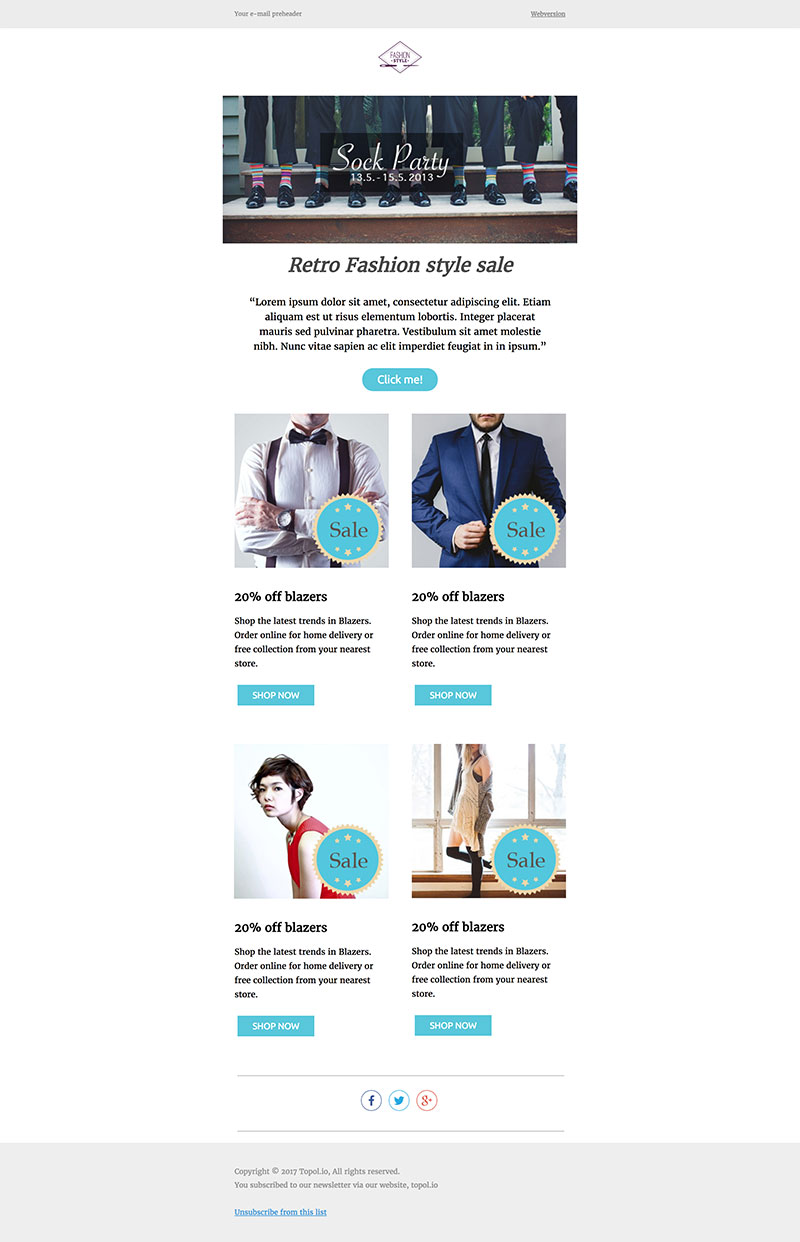 Your e-mail preheader
Webversion
FASHION
•STYLE•
Sock Party
13.5. - 15.5. 2013
Retro Fashion style sale
“Lorem ipsum dolor sit amet, consectetur adipiscing elit. Etiam
aliquam est ut risus elementum lobortis. Integer placerat
mauris sed pulvinar pharetra. Vestibulum sit amet molestie
nibh. Nunc vitae sapien ac elit imperdiet feugiat in in ipsum.”
Click me!
Sale
20% off blazers
Shop the latest trends in Blazers.
Order online for home delivery or
free collection from your nearest
store.
SHOP NOW
Sale
20% off blazers
Shop the latest trends in Blazers.
Order online for home delivery or
free collection from your nearest
store.
SHOP NOW
Sale
20% off blazers
Shop the latest trends in Blazers.
Order online for home delivery or
free collection from your nearest
store.
SHOP NOW
Sale
20% off blazers
Shop the latest trends in Blazers.
Order online for home delivery or
free collection from your nearest
store.
SHOP NOW
Copyright © 2017 Topol.io, All rights reserved.
You subscribed to our newsletter via our website, topol.io
Unsubscribe from this list